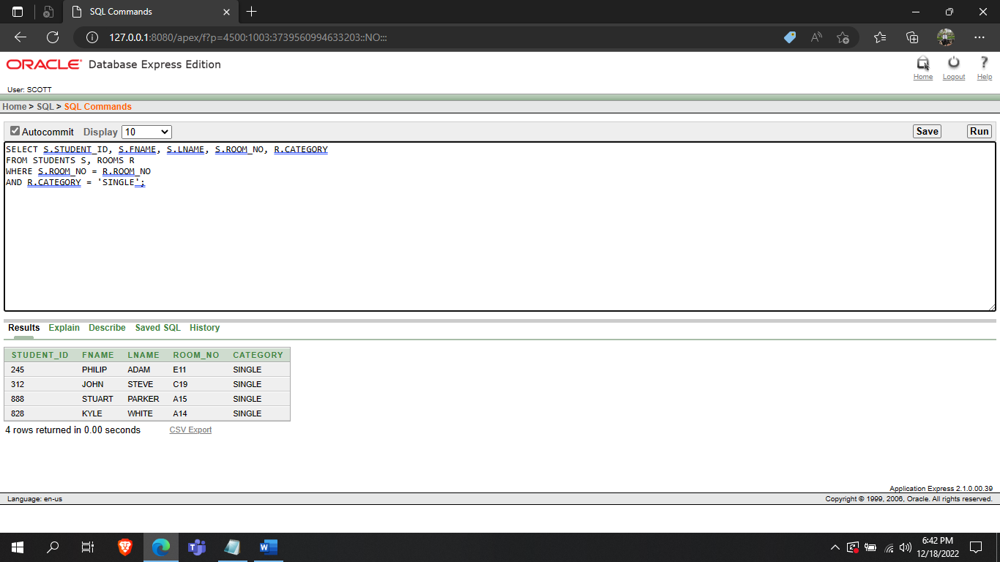 SQL Commands
127.0.0.1:8080/apex/f?p=4500:1003:3739560994633203::NO:::
ORACLE Database Express Edition
Home Logout Help
User: SCOTT
Home > SQL > SQL Commands
Autocommit Display 10 Save Run
SELECT S.STUDENT_ID, S.FNAME, S.LNAME, S.ROOM_NO, R.CATEGORY
FROM STUDENTS S, ROOMS R
WHERE S.ROOM_NO = R.ROOM_NO
AND R.CATEGORY = 'SINGLE';
Results Explain Describe Saved SQL History
STUDENT_ID FNAME LNAME ROOM_NO CATEGORY
245 PHILIP ADAM E11 SINGLE
312 JOHN STEVE C19 SINGLE
888 STUART PARKER A15 SINGLE
828 KYLE WHITE A14 SINGLE
4 rows returned in 0.00 seconds CSV Export
Application Express 2.1.0.00.39
Language: en-us Copyright © 1999, 2006, Oracle. All rights reserved.
6:42 PM
12/18/2022